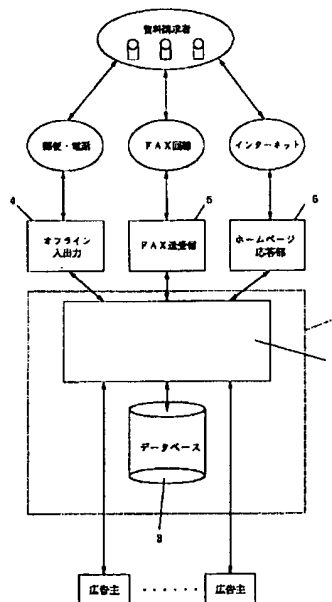 資料請求者
郵便・電話
FAX回線
インターネット
4
5
6
オフライン
入出力
FAX送受信
ホームページ
応答部
データベース
3
広告主
‥‥‥
広告主